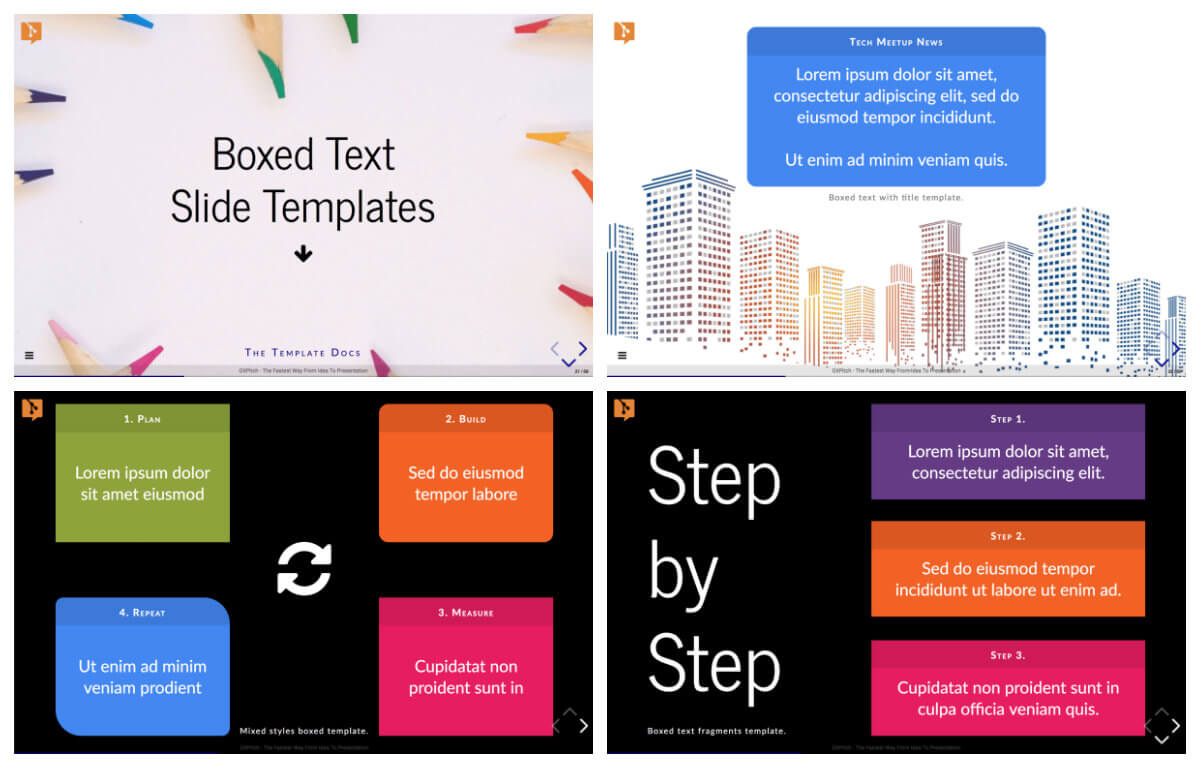 Boxed Text
Slide Templates
The Template Docs
GitPitch - The Fastest Way From Idea To Presentation
Tech Meetup News
Lorem ipsum dolor sit amet,
consectetur adipiscing elit, sed do
eiusmod tempor incididunt.
Ut enim ad minim veniam quis.
Boxed text with title template.
GitPitch - The Fastest Way From Idea To Presentation
1. Plan
Lorem ipsum dolor
sit amet eiusmod
2. Build
Sed do eiusmod
tempor labore
4. Repeat
Ut enim ad minim
veniam prodient
3. Measure
Cupidatat non
proident sunt in
Mixed styles boxed template.
GitPitch - The Fastest Way From Idea To Presentation
Step
by
Step
Boxed text fragments template.
Step 1.
Lorem ipsum dolor sit amet,
consectetur adipiscing elit.
Step 2.
Sed do eiusmod tempor
incididunt ut labore ut enim ad.
Step 3.
Cupidatat non proident sunt in
culpa officia veniam quis.
GitPitch - The Fastest Way From Idea To Presentation